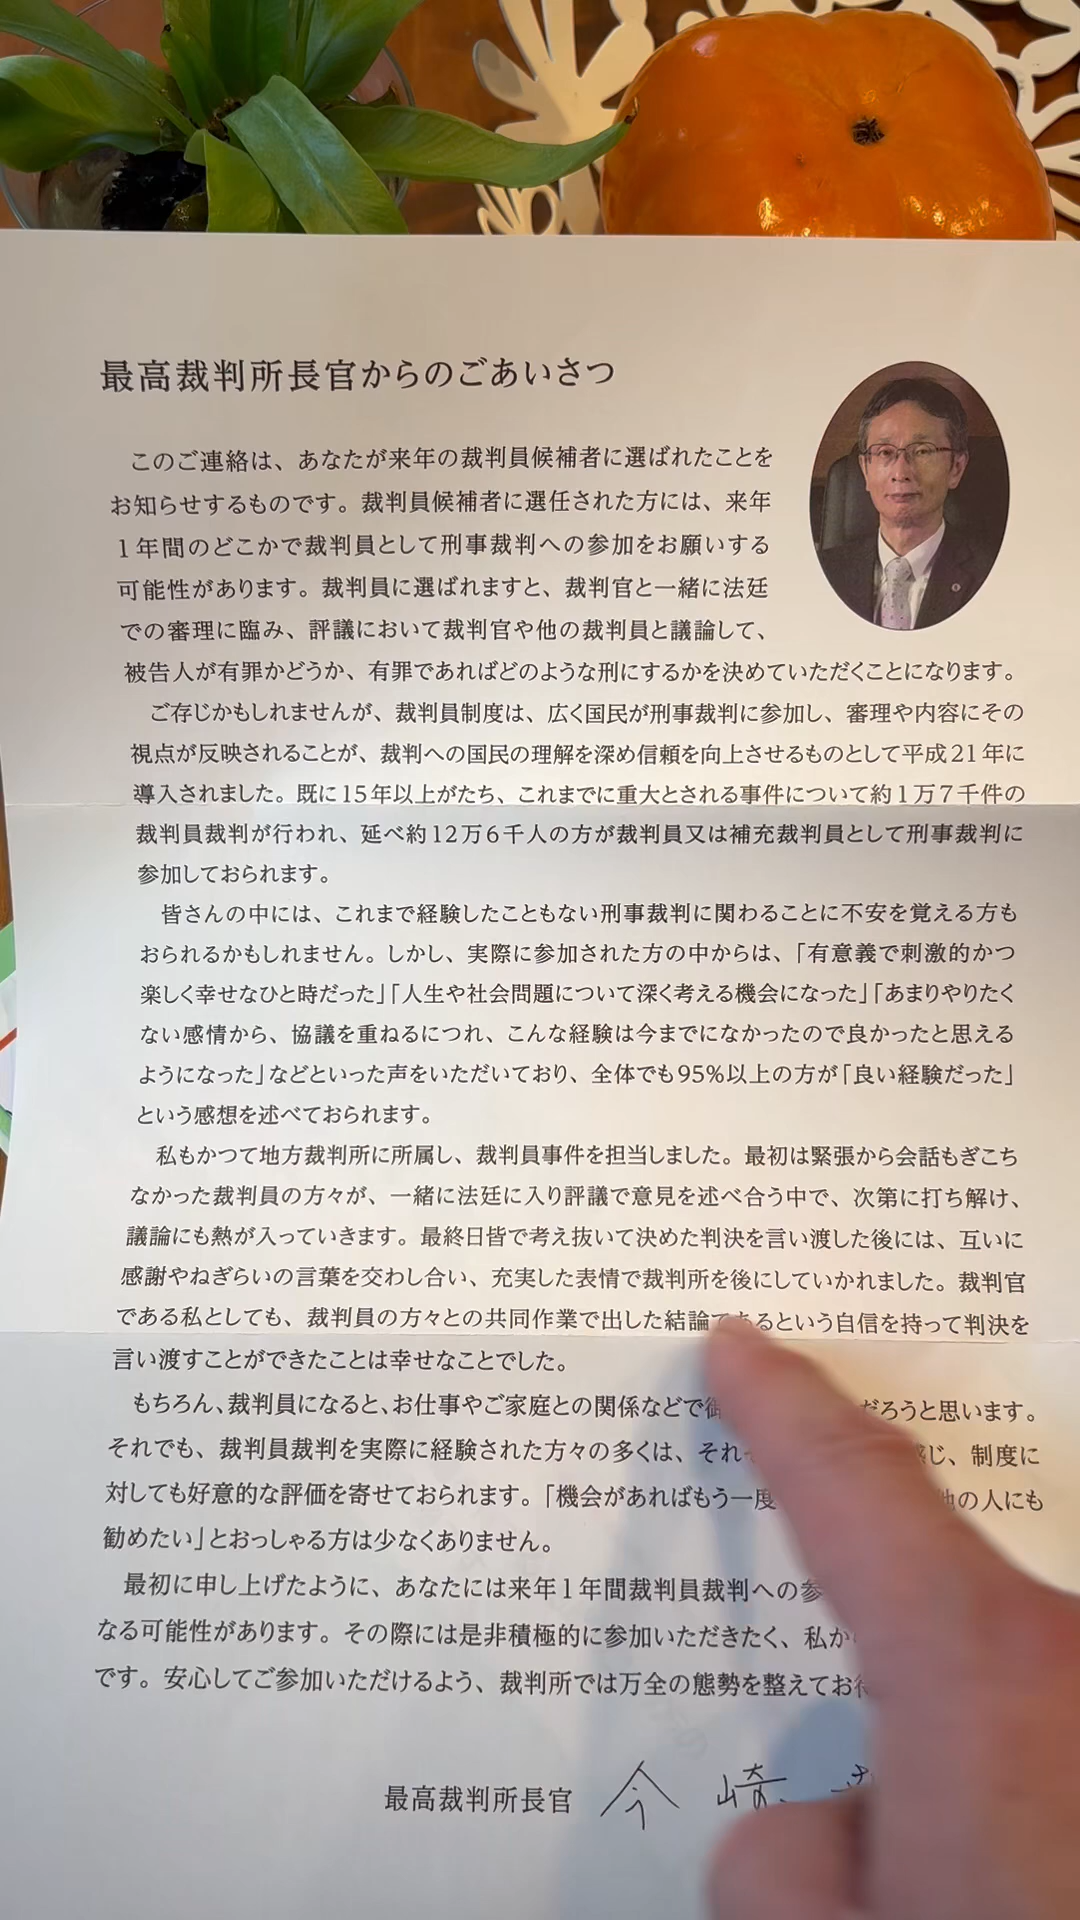 最高裁判所長官からのごあいさつ
このご連絡は、あなたが来年の裁判員候補者に選ばれたことを
お知らせするものです。裁判員候補者に選任された方には、来年
1年間のどこかで裁判員として刑事裁判への参加をお願いする
可能性があります。裁判員に選ばれますと、裁判官と一緒に法廷
での審理に臨み、評議において裁判官や他の裁判員と議論して、
被告人が有罪かどうか、有罪であればどのような刑にするかを決めていただくことになります。
ご存じかもしれませんが、裁判員制度は、広く国民が刑事裁判に参加し、審理や内容にその
視点が反映されることが、裁判への国民の理解を深め信頼を向上させるものとして平成21年に
導入されました。既に15年以上がたち、これまでに重大とされる事件について約1万7千件の
裁判員裁判が行われ、延べ約12万6千人の方が裁判員又は補充裁判員として刑事裁判に
参加しておられます。
皆さんの中には、これまで経験したこともない刑事裁判に関わることに不安を覚える方も
おられるかもしれません。しかし、実際に参加された方の中からは、「有意義で刺激的かつ
楽しく幸せなひと時だった」「人生や社会問題について深く考える機会になった」「あまりやりたく
ない感情から、協議を重ねるにつれ、こんな経験は今までになかったので良かったと思える
ようになった」などといった声をいただいており、全体でも95%以上の方が「良い経験だった」
という感想を述べておられます。
私もかつて地方裁判所に所属し、裁判員事件を担当しました。最初は緊張から会話もぎこち
なかった裁判員の方々が、一緒に法廷に入り評議で意見を述べ合う中で、次第に打ち解け、
議論にも熱が入っていきます。最終日皆で考え抜いて決めた判決を言い渡した後には、互いに
感謝やねぎらいの言葉を交わし合い、充実した表情で裁判所を後にしていかれました。裁判官
である私としても、裁判員の方々との共同作業で出した結論であるという自信を持って判決を
言い渡すことができたことは幸せなことでした。
もちろん、裁判員になると、お仕事やご家庭との関係などで御 だろうと思います。
それでも、裁判員裁判を実際に経験された方々の多くは、それ 感じ、制度に
対しても好意的な評価を寄せておられます。「機会があればもう一度 他の人にも
勧めたい」とおっしゃる方は少なくありません。
最初に申し上げたように、あなたには来年1年間裁判員裁判への参
なる可能性があります。その際には是非積極的に参加いただきたく、私か
です。安心してご参加いただけるよう、裁判所では万全の態勢を整えてお
最高裁判所長官 今崎